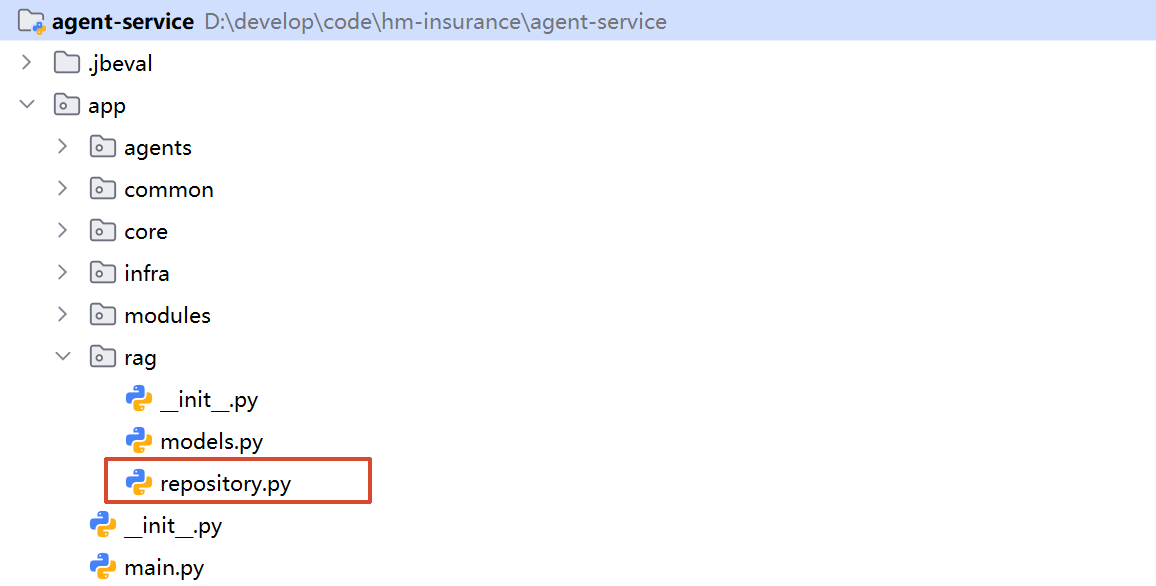 agent-service D:\develop\code\hm-insurance\agent-service
.jbeval
app
agents
common
core
infra
modules
rag
__init__.py
models.py
repository.py
__init__.py
main.py